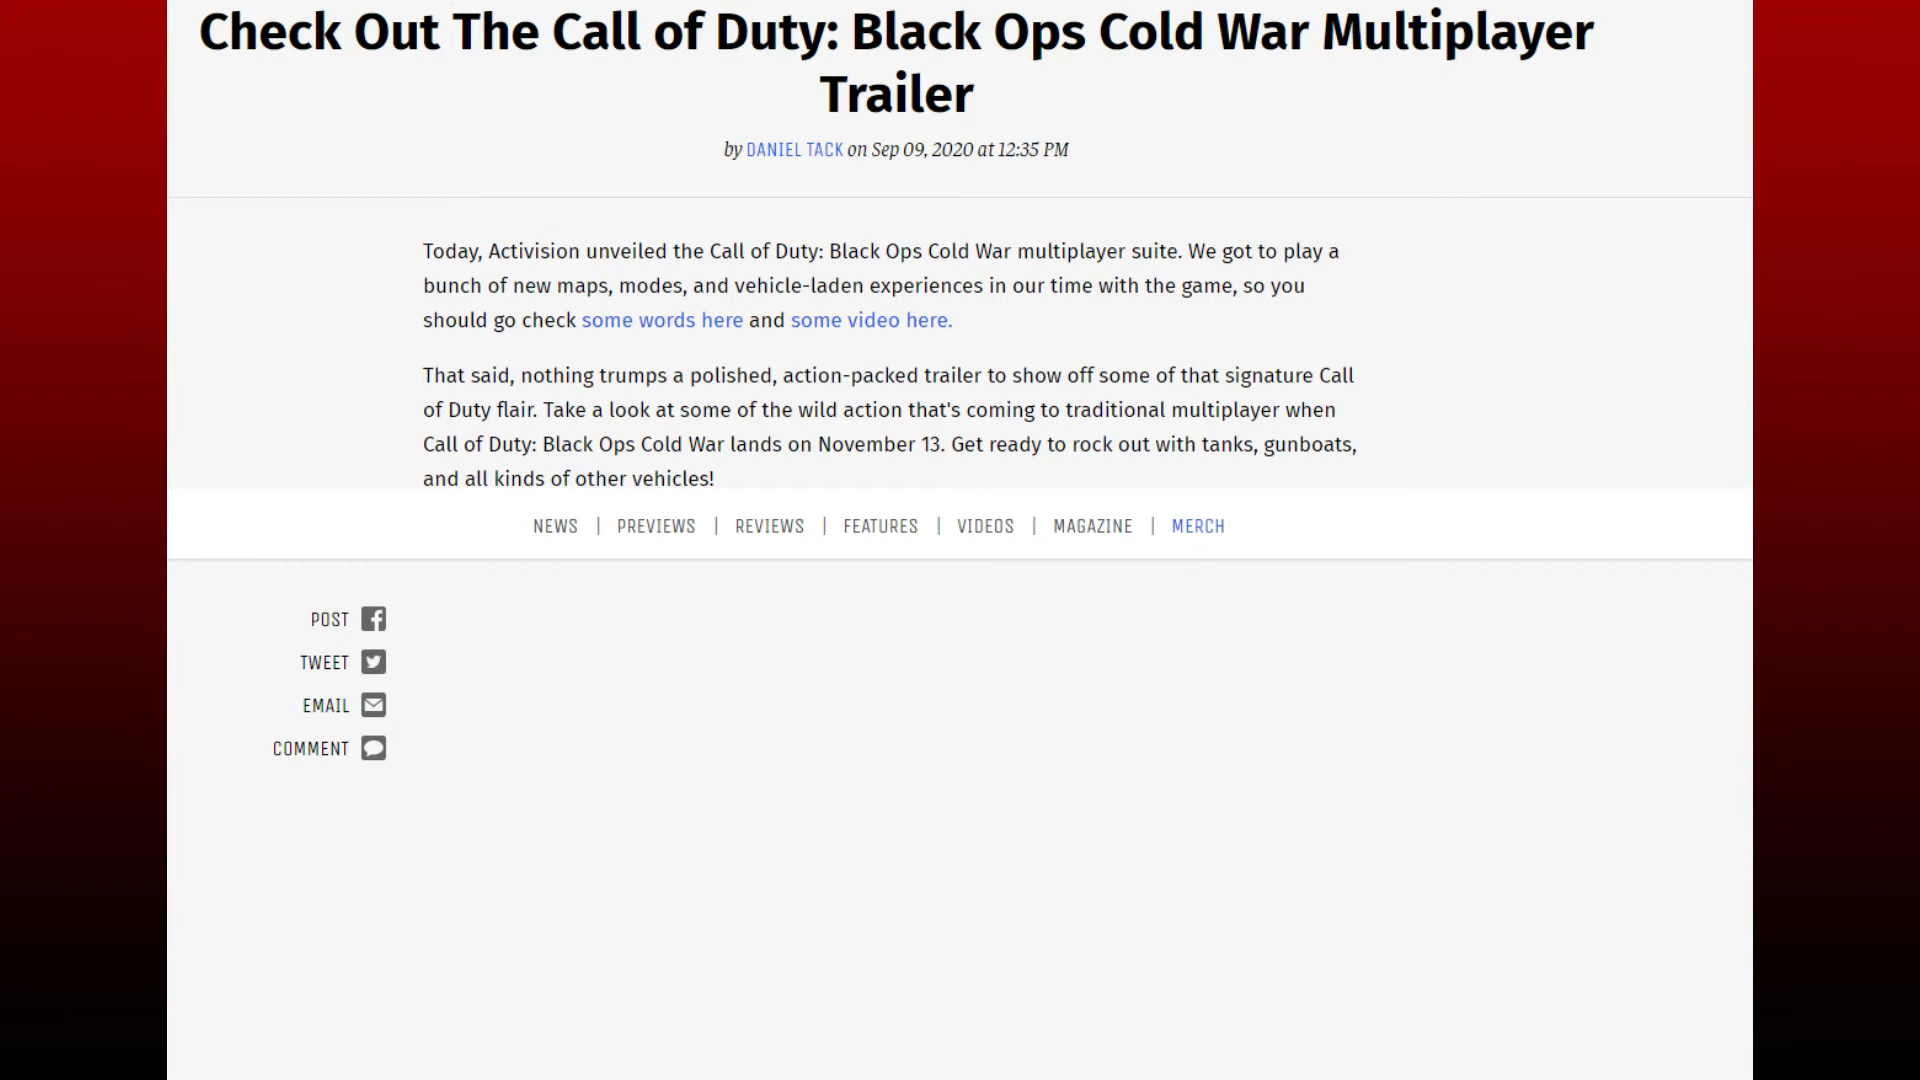 Check Out The Call of Duty: Black Ops Cold War Multiplayer
Trailer
by DANIEL TACK on Sep 09, 2020 at 12:35 PM
Today, Activision unveiled the Call of Duty: Black Ops Cold War multiplayer suite. We got to play a
bunch of new maps, modes, and vehicle-laden experiences in our time with the game, so you
should go check some words here and some video here.
That said, nothing trumps a polished, action-packed trailer to show off some of that signature Call
of Duty flair. Take a look at some of the wild action that's coming to traditional multiplayer when
Call of Duty: Black Ops Cold War lands on November 13. Get ready to rock out with tanks, gunboats,
and all kinds of other vehicles!
NEWS | PREVIEWS | REVIEWS | FEATURES | VIDEOS | MAGAZINE | MERCH
POST
TWEET
EMAIL
COMMENT